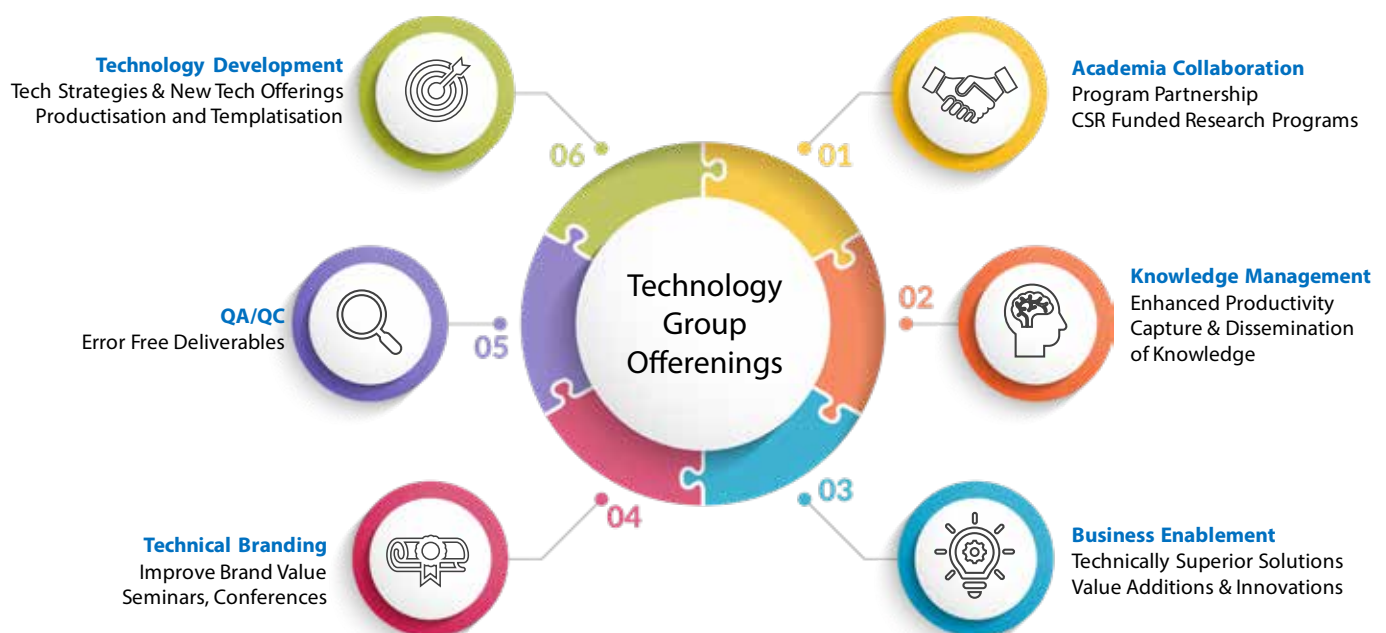 Technology Development
Tech Strategies & New Tech Offerings
Productisation and Templatisation
06
Academia Collaboration
Program Partnership
CSR Funded Research Programs
01
Technology
Group
Offerenings
QA/QC
Error Free Deliverables
05
Knowledge Management
Enhanced Productivity
Capture & Dissemination
of Knowledge
02
Technical Branding
Improve Brand Value
Seminars, Conferences
04
Business Enablement
Technically Superior Solutions
Value Additions & Innovations
03